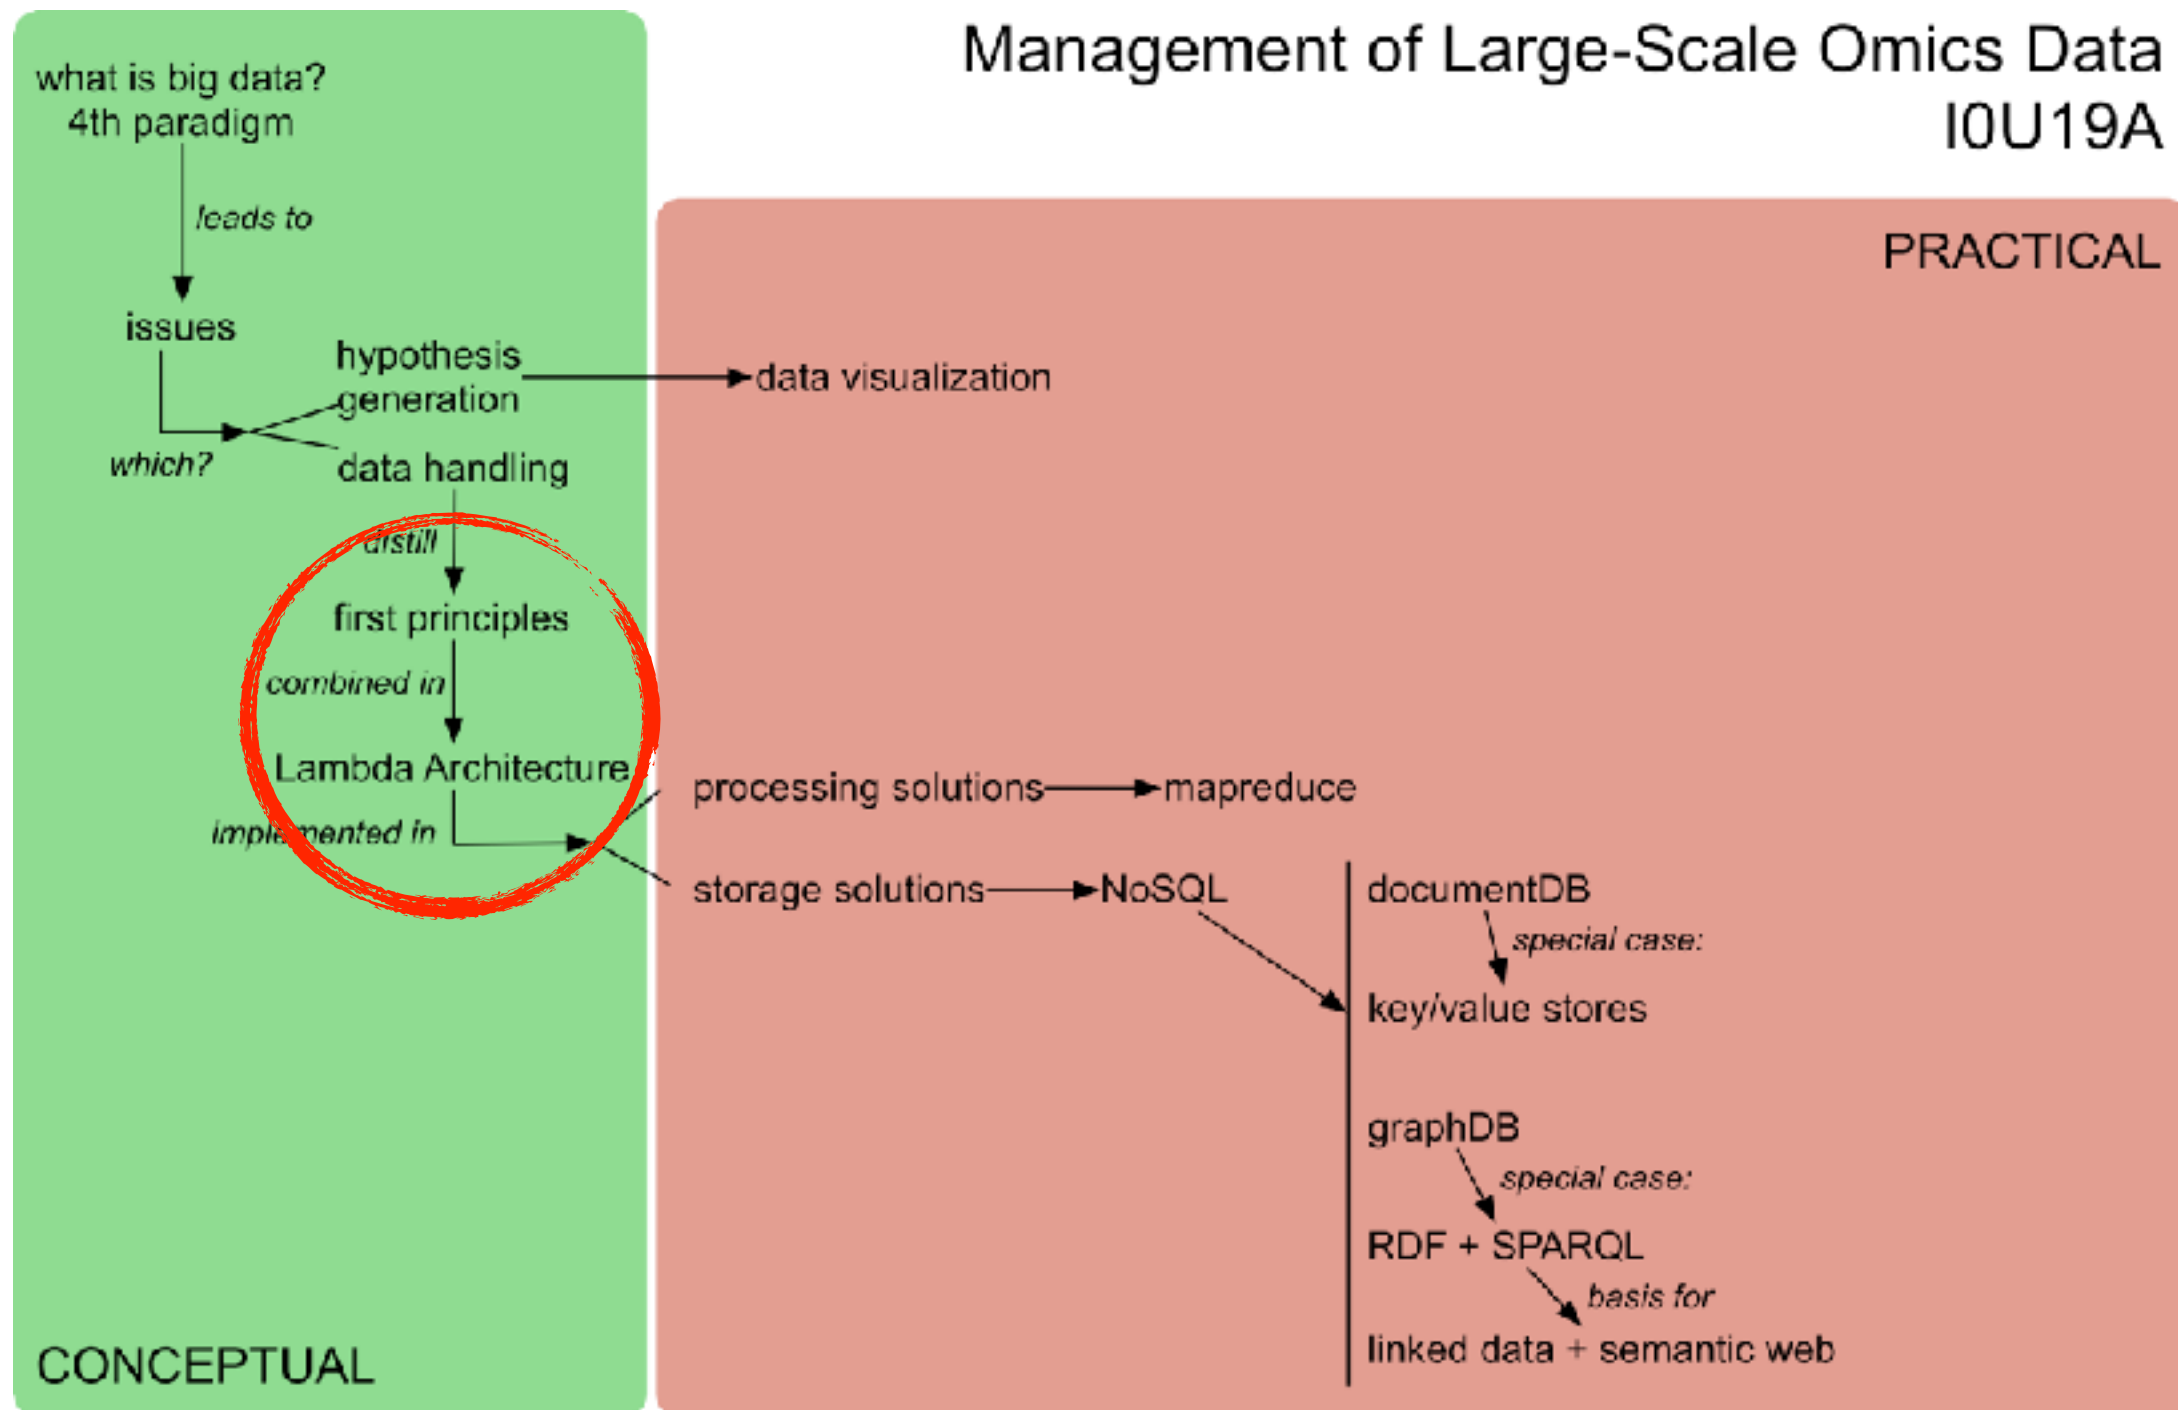 Management of Large-Scale Omics Data
I0U19A
what is big data?
4th paradigm
leads to
issues
which?
hypothesis
generation
data handling
distill
first principles
combined in
Lambda Architecture
implemented in
CONCEPTUAL
PRACTICAL
data visualization
processing solutions
mapreduce
storage solutions
NoSQL
documentDB
special case:
key/value stores
graphDB
special case:
RDF + SPARQL
basis for
linked data + semantic web